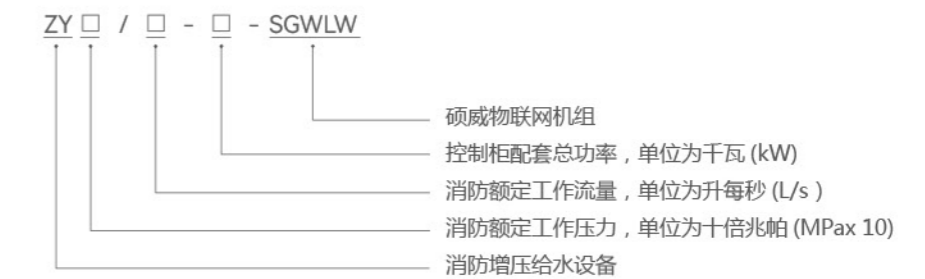 ZY □ / □ - □ - SGWLW
硕威物联网机组
控制柜配套总功率，单位为千瓦 (kW)
消防额定工作流量，单位为升每秒 (L/s )
消防额定工作压力，单位为十倍兆帕 (MPax 10)
消防增压给水设备